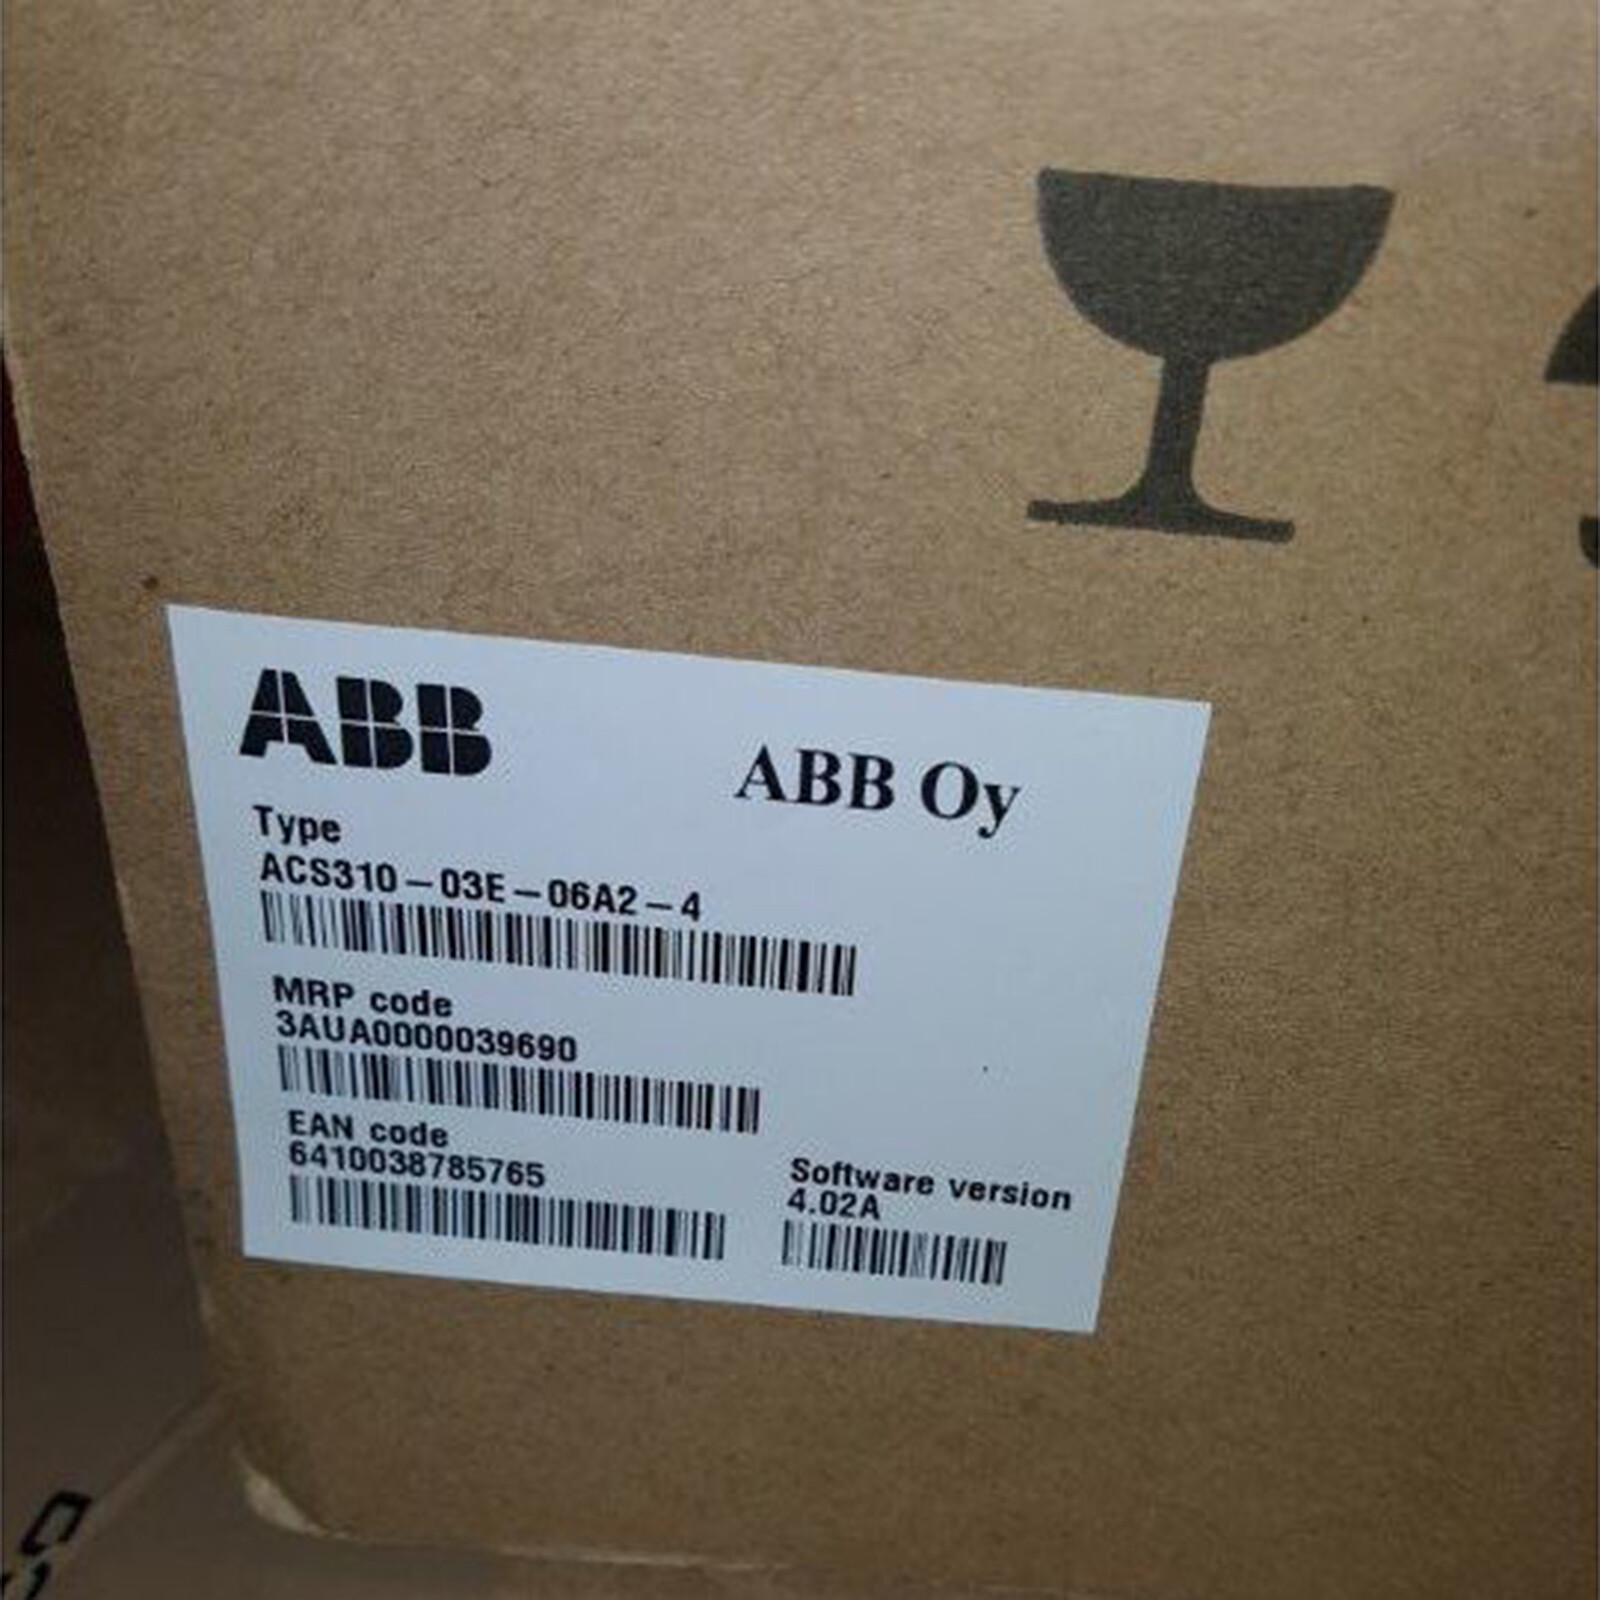 ABB
ABB Oy
Type
ACS310-03E-06A2-4
MRP code
3AUA0000039690
EAN code
6410038785765
Software version
4.02A